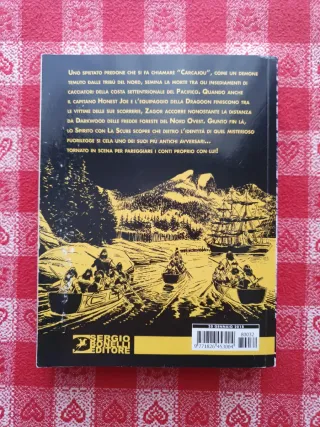 Uno spietato predone che si fa chiamare "Carcajou", come un demone
temuto dalle tribù del nord, semina la morte tra gli insediamenti di
cacciatori della costa settentrionale del Pacifico. Quando anche
il capitano Honest Joe e l'equipaggio della Dragoon finiscono fra
le vittime delle sue scorrerie, Zagor accorre nonostante la distanza
da Darkwood nelle fredde foreste del Nord Ovest. Giunto fin là,
lo Spirito con La Scure scopre che dietro l'identità di quel misterioso
fuorilegge si cela uno dei suoi più antichi avversari...
tornato in scena per pareggiare i conti proprio con lui!
SERGIO
BONELLI
EDITORE